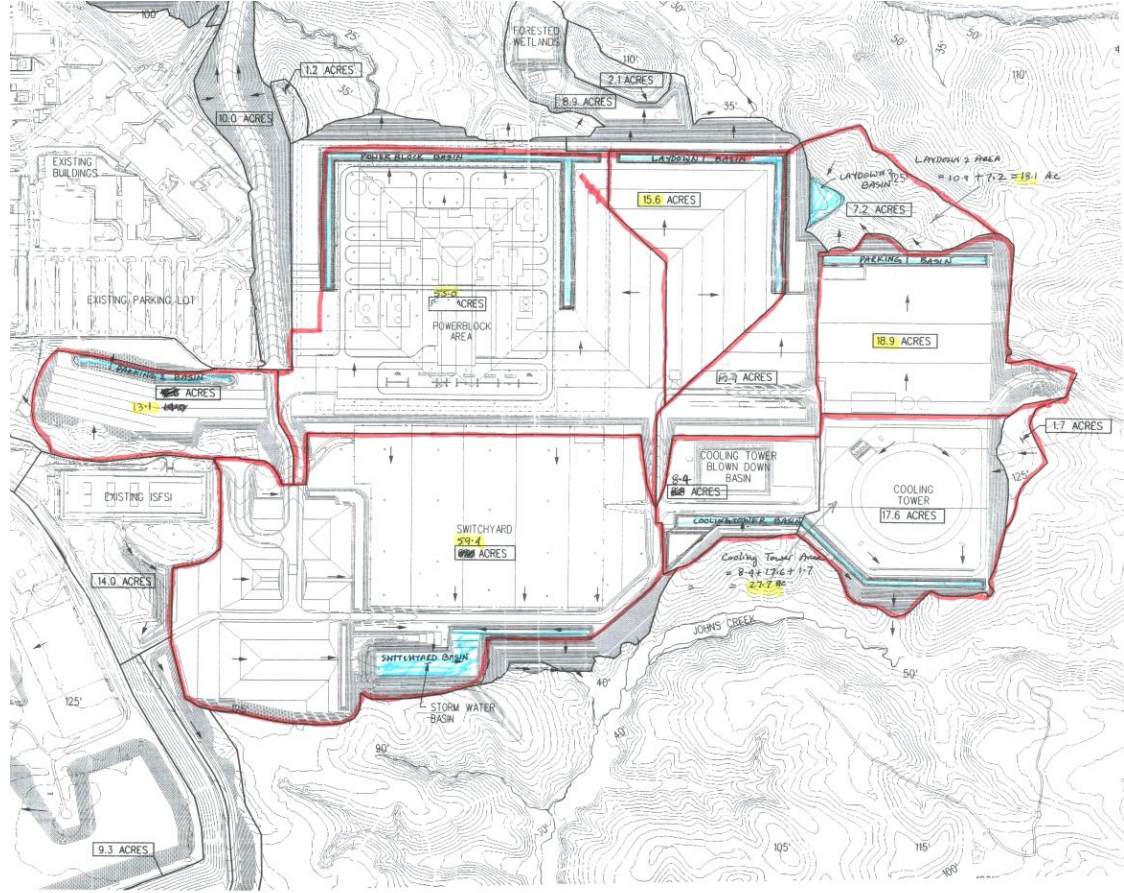 100'
25'
35'
1.2 ACRES
10.0 ACRES
FORESTED
WETLANDS
110'
2.1 ACRES
8.9 ACRES
35'
50'
35'
50'
110'
EXISTING
BUILDINGS
POWER BLOCK BASIN
LAYDOWN 1 BASIN
15.6 ACRES
LAYDOWN 2
BASIN
125'
7.2 ACRES
LAYDOWN 2 AREA
= 10.9 + 7.2 = 18.1 Ac
PARKING 1 BASIN
EXISTING PARKING LOT
55.0
ACRES
POWERBLOCK
AREA
18.9 ACRES
PARKING 2 BASIN
ACRES
13.1
ACRES
1.7 ACRES
125'
EXISTING ISFSI
COOLING TOWER
BLOWN DOWN
BASIN
8.4
ACRES
COOLING
TOWER
17.6 ACRES
SWITCHYARD
59.4
ACRES
COOLING TOWER BASIN
Cooling Tower Area
= 8.4 + 17.6 + 1.7
= 27.7 Ac
14.0 ACRES
JOHNS CREEK
SWITCHYARD BASIN
40'
50'
STORM WATER
BASIN
125'
90'
40'
50'
9.3 ACRES
105'
115'
100'